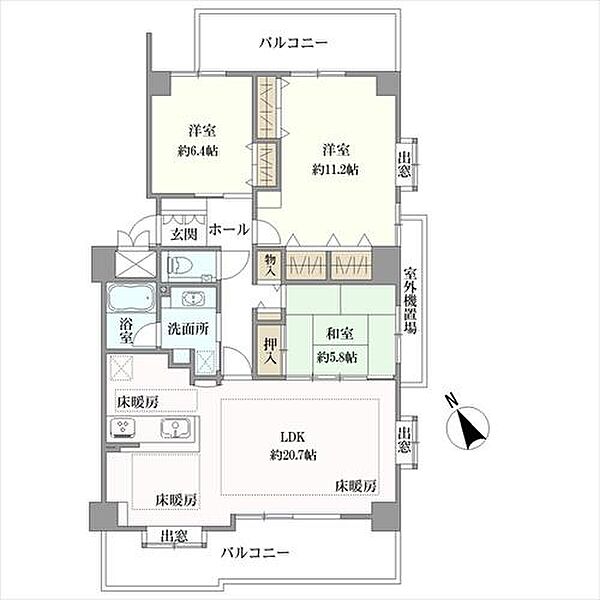 バルコニー
洋室
約6.4帖
洋室
約11.2帖
出窓
玄関
ホール
物入
室外機置場
浴室
洗面所
押入
和室
約5.8帖
床暖房
N
LDK
約20.7帖
出窓
床暖房
床暖房
出窓
バルコニー